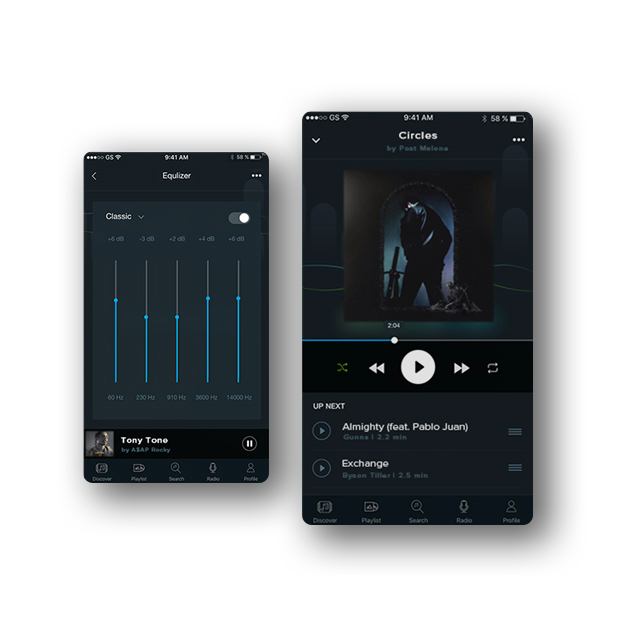 GS 9:41 AM 58 %
Equlizer
Classic
+6 dB -3 dB +2 dB +4 dB +6 dB
60 Hz 230 Hz 910 Hz 3600 Hz 14000 Hz
Tony Tone
by A$AP Rocky
Discover Playlist Search Radio Profile
GS 9:41 AM 58 %
Circles
by Post Melone
2:04
UP NEXT
Almighty (feat. Pablo Juan)
Gunna | 2.2 min
Exchange
Byson Tiller | 2.5 min
Discover Playlist Search Radio Profile